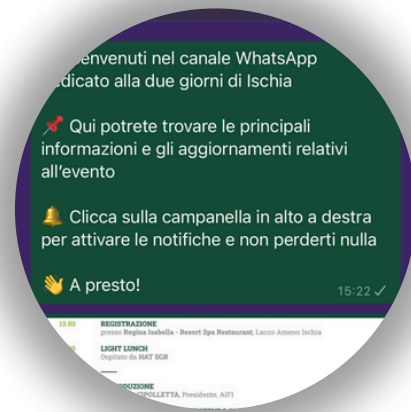 envenuti nel canale WhatsApp
dicato alla due giorni di Ischia
📌 Qui potrete trovare le principali
informazioni e gli aggiornamenti relativi
all'evento
🔔 Clicca sulla campanella in alto a destra
per attivare le notifiche e non perderti nulla
👋 A presto!
15:22 ✓
13.00 REGISTRAZIONE
presso Regina Isabella - Resort Spa Restaurant, Lacco Ameno Ischia
LIGHT LUNCH
Ospitato da HAT SGR
ODUZIONE
CIPOLLETTA, Presidente, AIFI